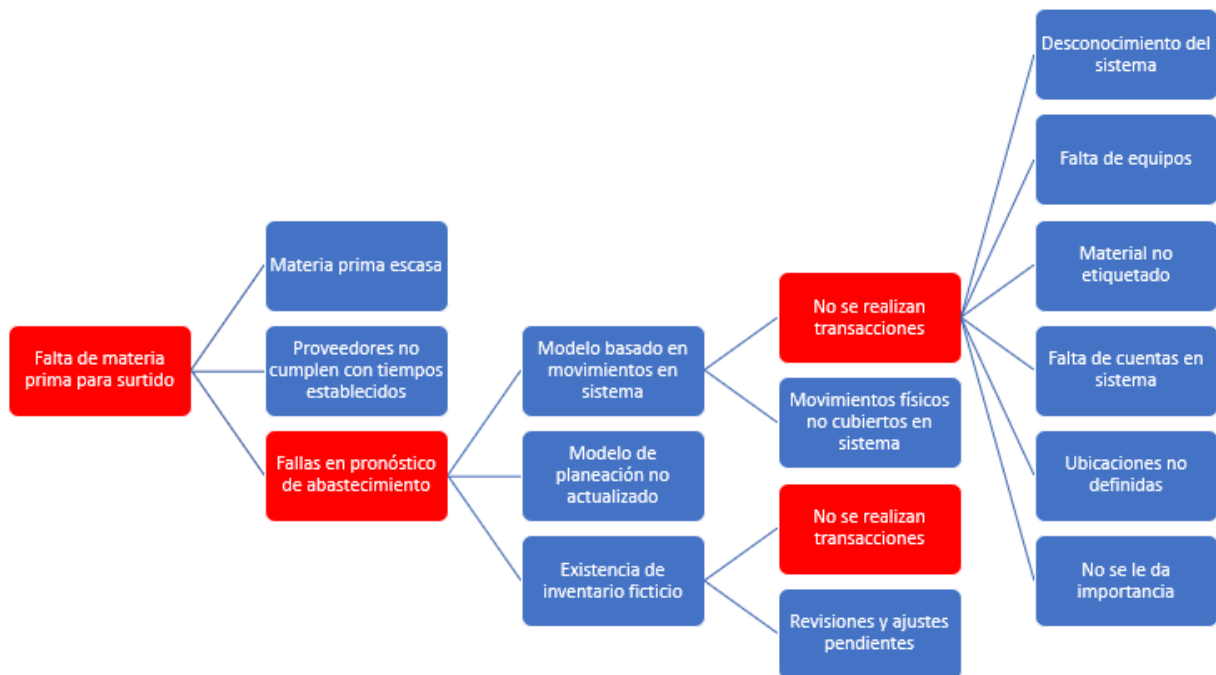 Falta de materia
prima para surtido
Materia prima escasa
Proveedores no
cumplen con tiempos
establecidos
Fallas en pronóstico
de abastecimiento
Modelo basado en
movimientos en
sistema
Modelo de
planeación no
actualizado
Existencia de
inventario ficticio
No se realizan
transacciones
Movimientos físicos
no cubiertos en
sistema
No se realizan
transacciones
Revisiones y ajustes
pendientes
Desconocimiento del
sistema
Falta de equipos
Material no
etiquetado
Falta de cuentas en
sistema
Ubicaciones no
definidas
No se le da
importancia